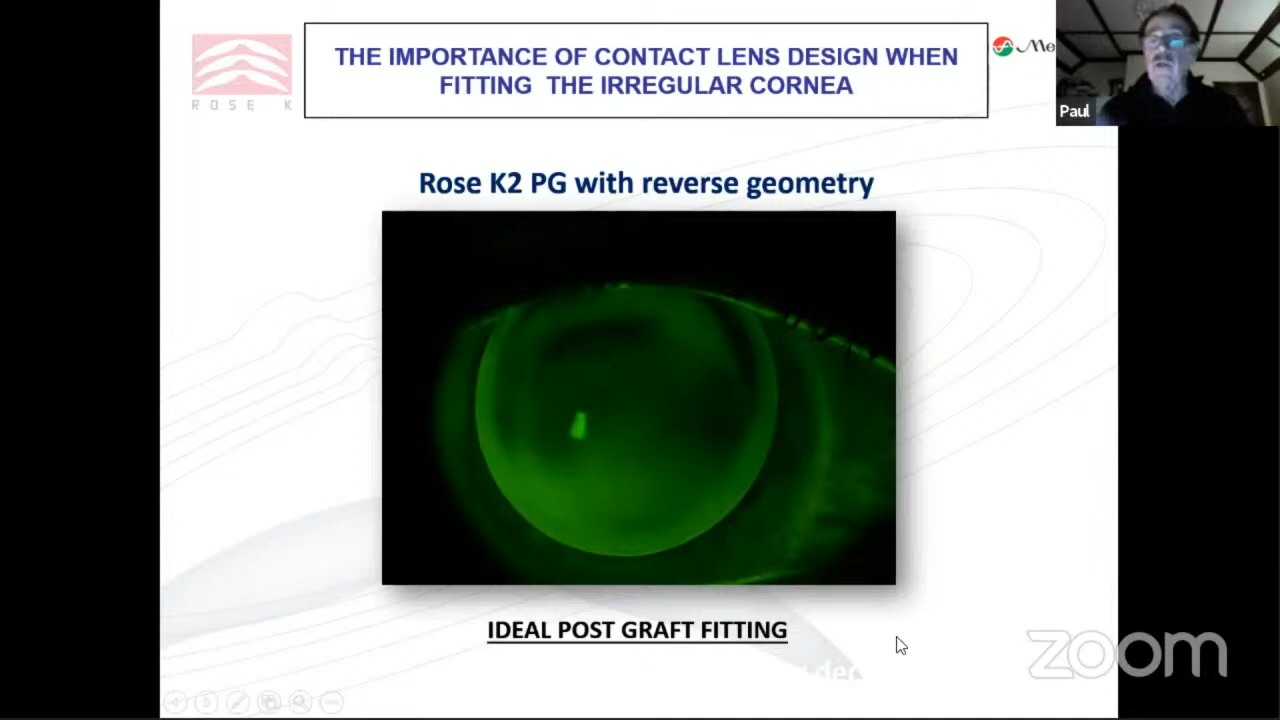 THE IMPORTANCE OF CONTACT LENS DESIGN WHEN
FITTING THE IRREGULAR CORNEA
ROSE K
Paul
Rose K2 PG with reverse geometry
IDEAL POST GRAFT FITTING
zoom